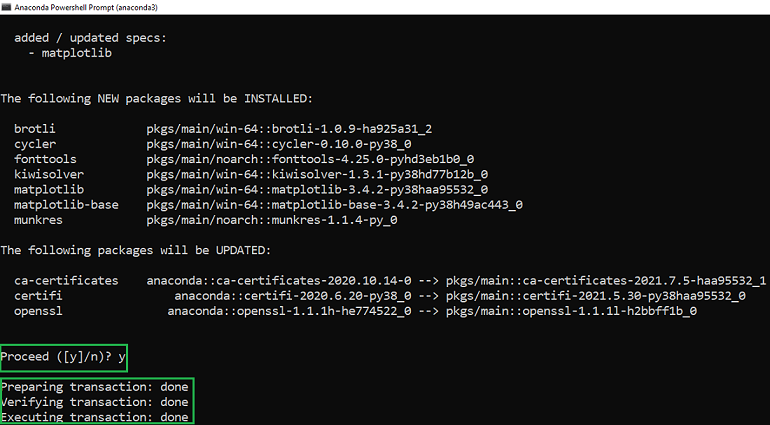 Anaconda Powershell Prompt (anaconda3)
added / updated specs:
- matplotlib
The following NEW packages will be INSTALLED:
brotli pkgs/main/win-64::brotli-1.0.9-ha925a31_2
cycler pkgs/main/win-64::cycler-0.10.0-py38_0
fonttools pkgs/main/noarch::fonttools-4.25.0-pyhd3eb1b0_0
kiwisolver pkgs/main/win-64::kiwisolver-1.3.1-py38hd77b12b_0
matplotlib pkgs/main/win-64::matplotlib-3.4.2-py38haa95532_0
matplotlib-base pkgs/main/win-64::matplotlib-base-3.4.2-py38h49ac443_0
munkres pkgs/main/noarch::munkres-1.1.4-py_0
The following packages will be UPDATED:
ca-certificates anaconda::ca-certificates-2020.10.14-0 --> pkgs/main::ca-certificates-2021.7.5-haa95532_1
certifi anaconda::certifi-2020.6.20-py38_0 --> pkgs/main::certifi-2021.5.30-py38haa95532_0
openssl anaconda::openssl-1.1.1h-he774522_0 --> pkgs/main::openssl-1.1.1l-h2bbff1b_0
Proceed ([y]/n)? y
Preparing transaction: done
Verifying transaction: done
Executing transaction: done